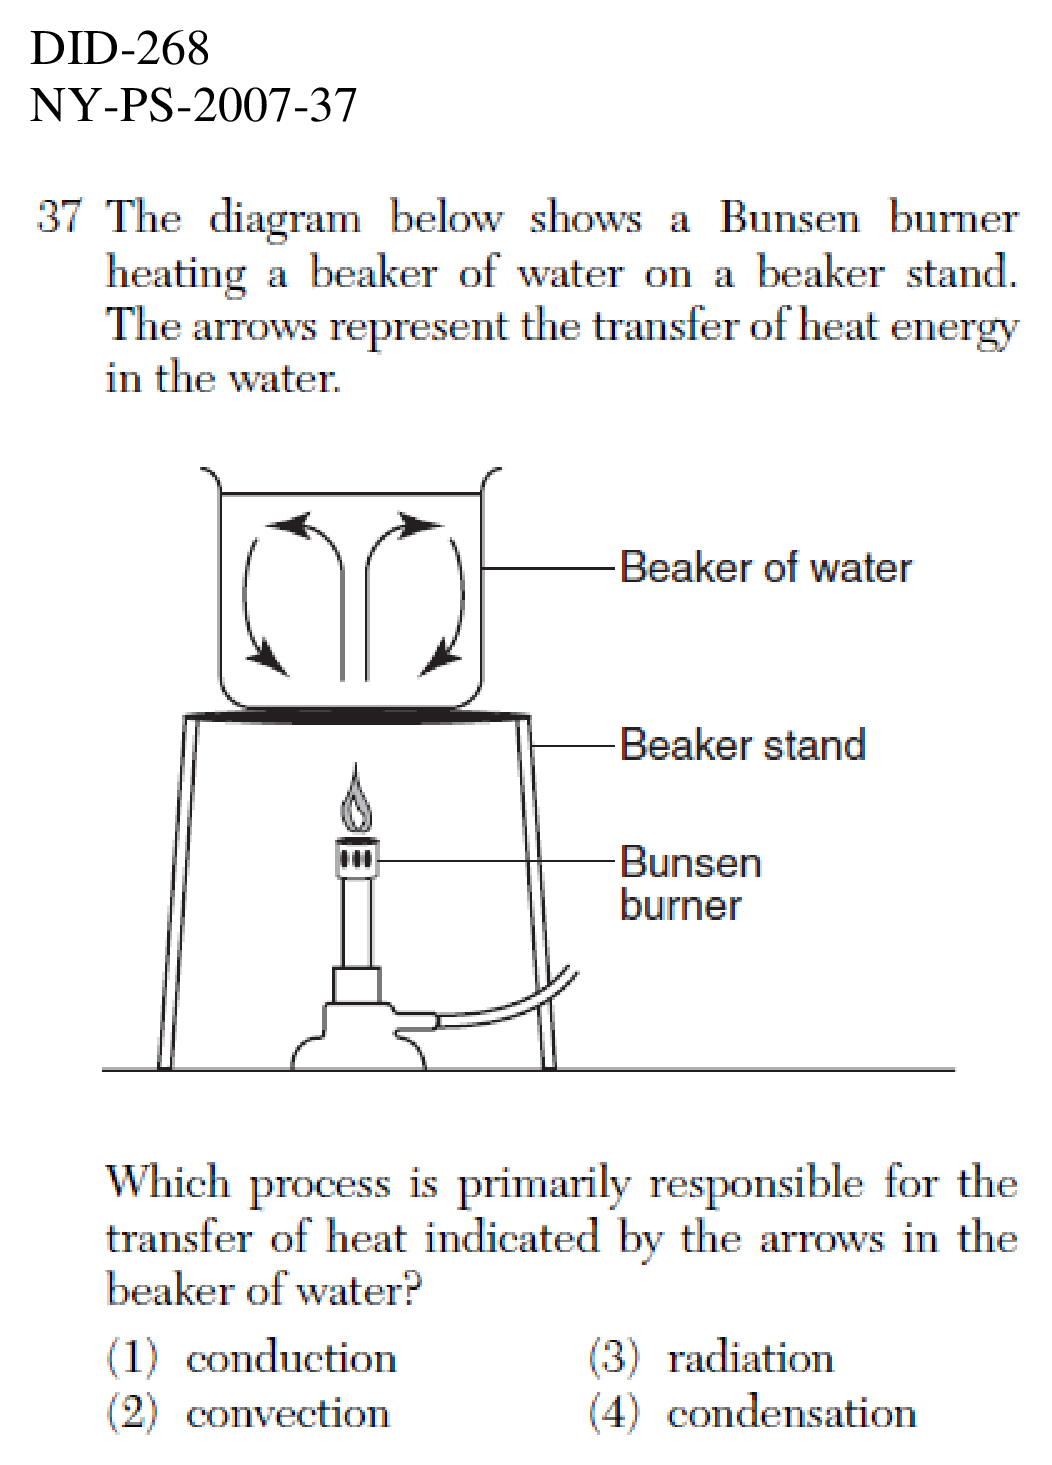 DID-268
NY-PS-2007-37
37 The diagram below shows a Bunsen burner
heating a beaker of water on a beaker stand.
The arrows represent the transfer of heat energy
in the water.
Beaker of water
Beaker stand
Bunsen
burner
Which process is primarily responsible for the
transfer of heat indicated by the arrows in the
beaker of water?
(1) conduction (3) radiation
(2) convection (4) condensation